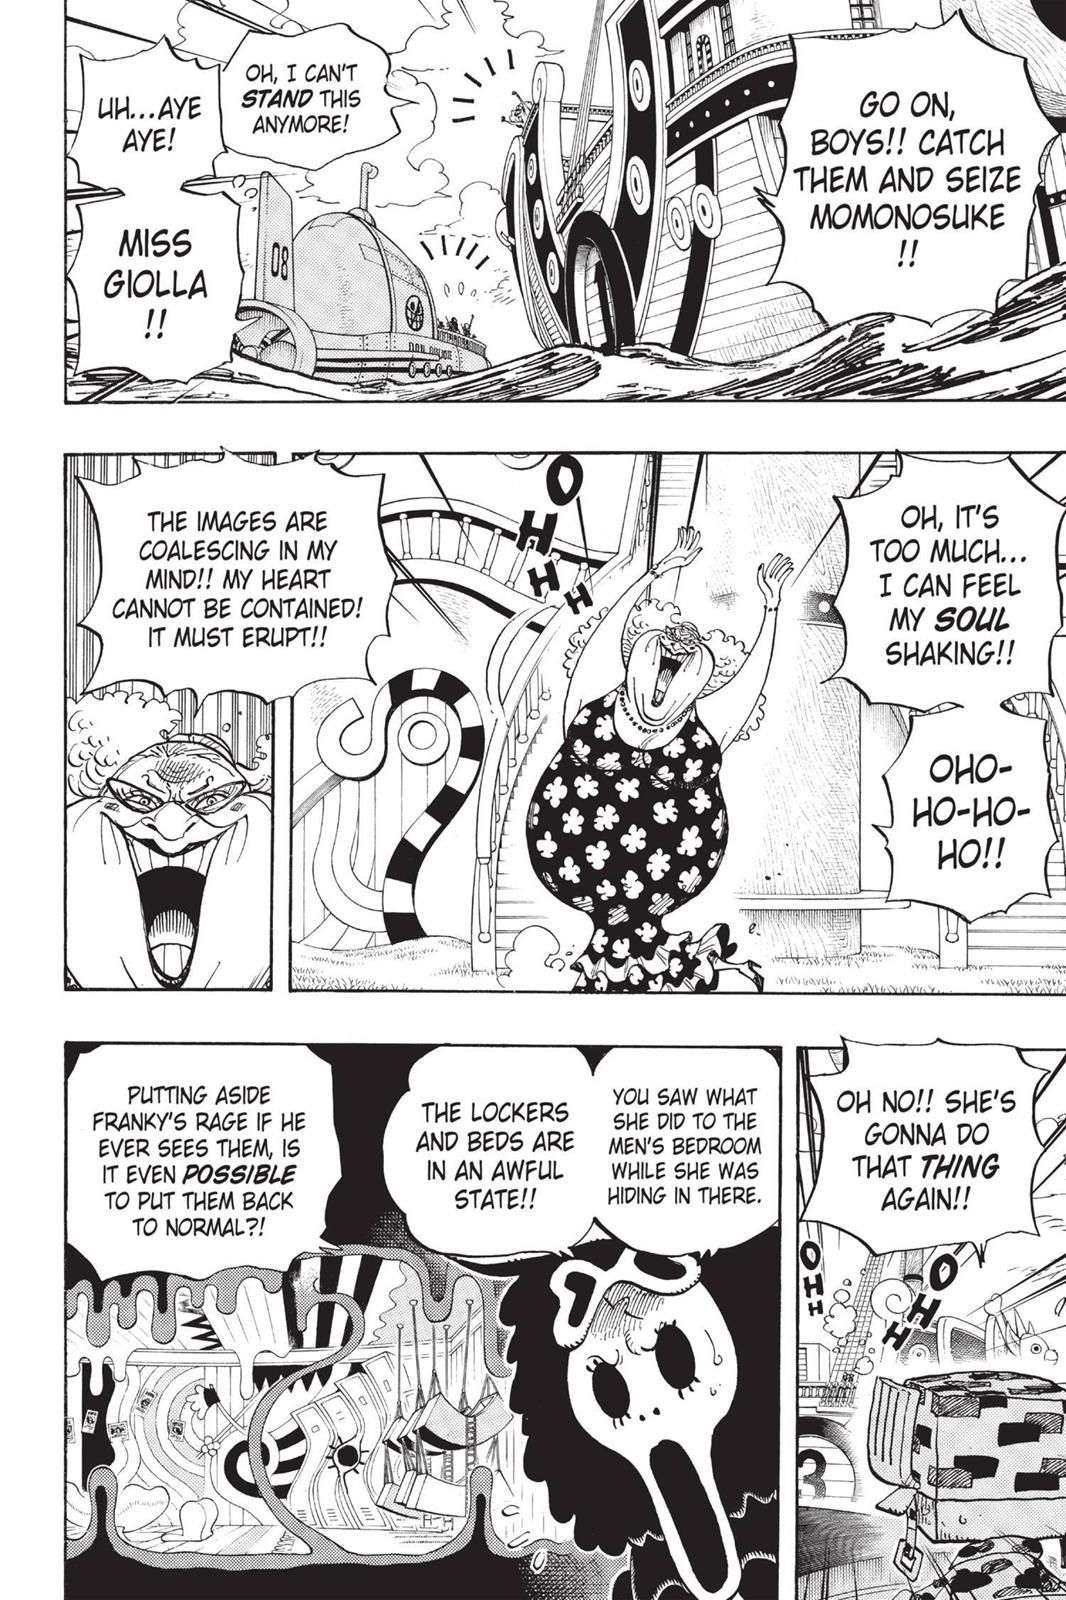 GO ON,
BOYS!! CATCH
THEM AND SEIZE
MOMONOSUKE
!!
OH, I CAN'T
STAND THIS
ANYMORE!
UH...AYE
AYE!
MISS
GIOLLA
!!
08
DON QUIXOTE
OH, IT'S
TOO MUCH...
I CAN FEEL
MY SOUL
SHAKING!!
OHO-
HO-HO-
HO!!
OHHH
THE IMAGES ARE
COALESCING IN MY
MIND!! MY HEART
CANNOT BE CONTAINED!
IT MUST ERUPT!!
OH NO!! SHE'S
GONNA DO
THAT THING
AGAIN!!
OHHH
OHH
3
YOU SAW WHAT
SHE DID TO THE
MEN'S BEDROOM
WHILE SHE WAS
HIDING IN THERE.
THE LOCKERS
AND BEDS ARE
IN AN AWFUL
STATE!!
PUTTING ASIDE
FRANKY'S RAGE IF HE
EVER SEES THEM, IS
IT EVEN POSSIBLE
TO PUT THEM BACK
TO NORMAL?!